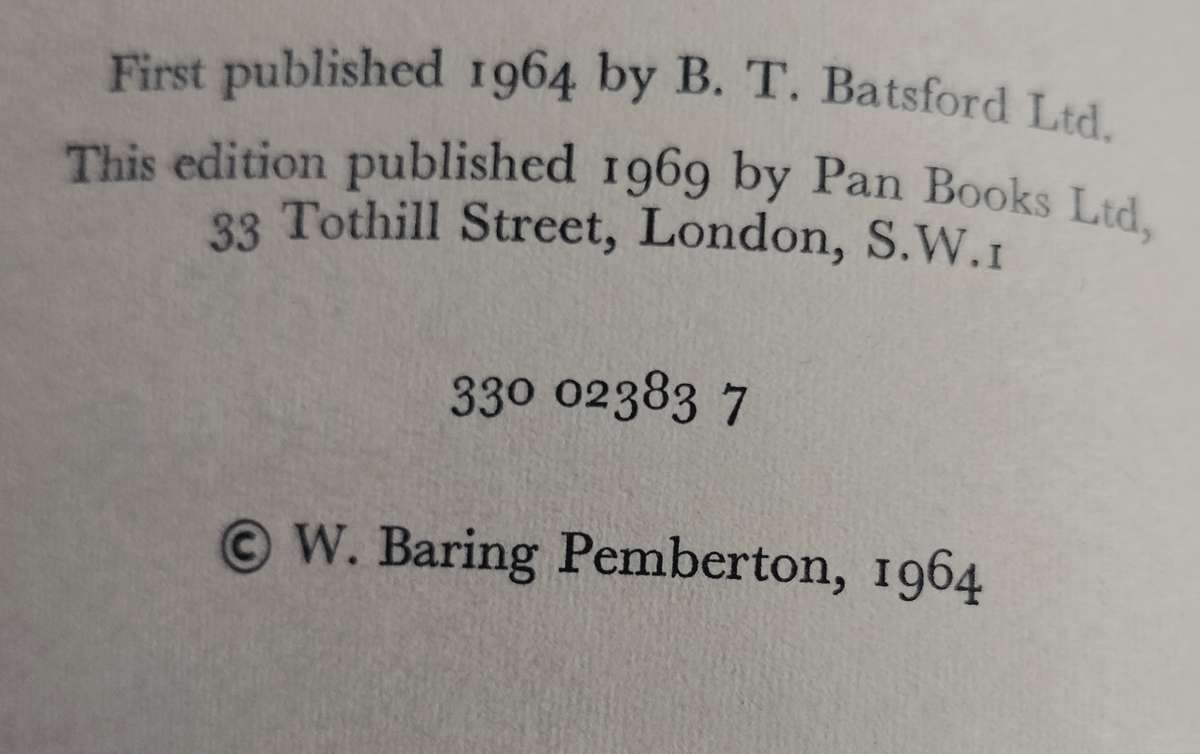 First published 1964 by B. T. Batsford Ltd.
This edition published 1969 by Pan Books Ltd,
33 Tothill Street, London, S.W.1
330 02383 7
© W. Baring Pemberton, 1964